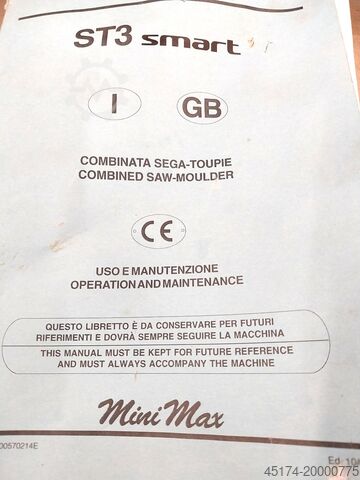 ST3 smart
I GB
COMBINATA SEGA-TOUPIE
COMBINED SAW-MOULDER
CE
USO E MANUTENZIONE
OPERATION AND MAINTENANCE
QUESTO LIBRETTO È DA CONSERVARE PER FUTURI
RIFERIMENTI E DOVRÀ SEMPRE SEGUIRE LA MACCHINA
THIS MANUAL MUST BE KEPT FOR FUTURE REFERENCE
AND MUST ALWAYS ACCOMPANY THE MACHINE
MiniMax
00570214E
Ed.
45174-20000775